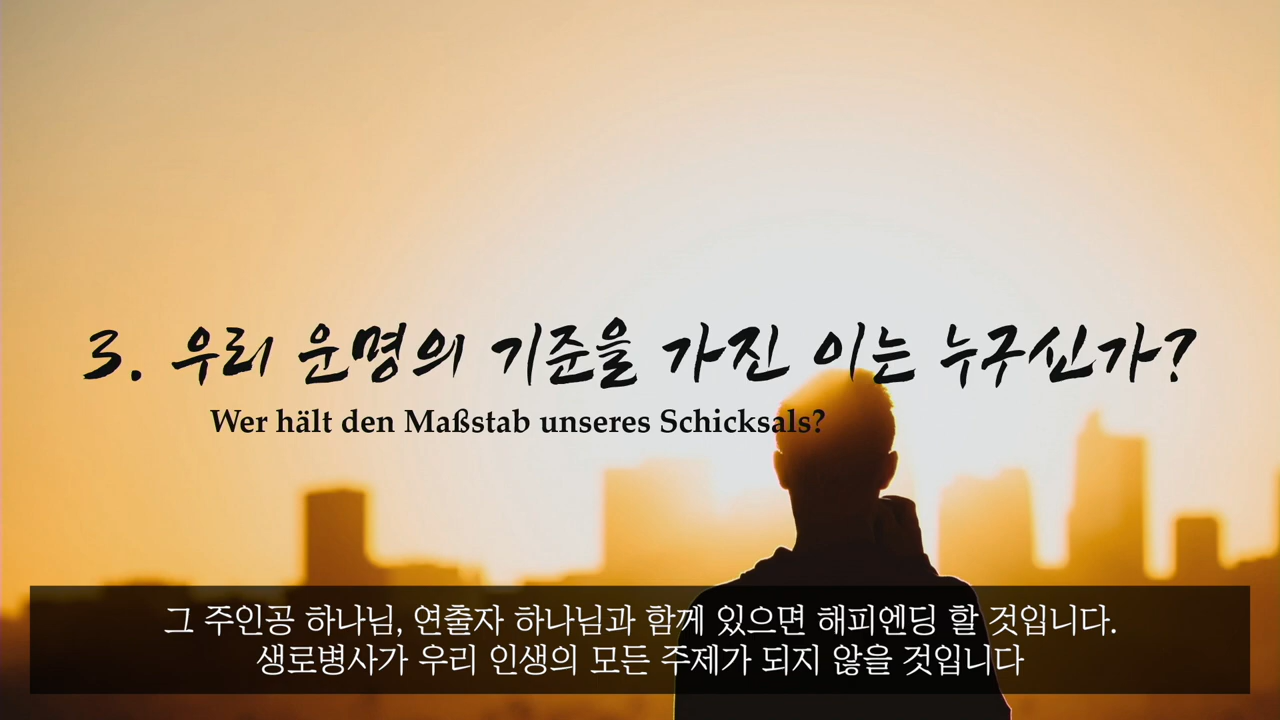 3. 우리 운명의 기준을 가진 이는 누구신가?
Wer hält den Maßstab unseres Schicksals?
그 주인공 하나님, 연출자 하나님과 함께 있으면 해피엔딩 할 것입니다.
생로병사가 우리 인생의 모든 주제가 되지 않을 것입니다